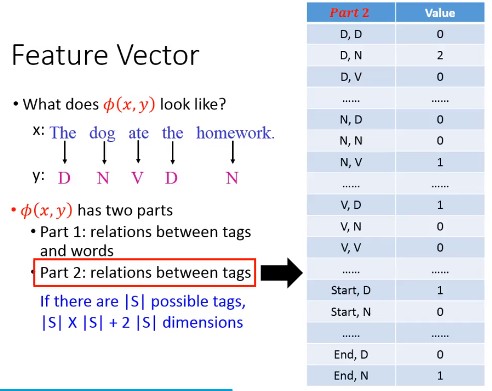 Feature Vector
• What does ϕ(x, y) look like?
x: The dog ate the homework.
y: D N V D N
• ϕ(x, y) has two parts
• Part 1: relations between tags
and words
• Part 2: relations between tags
If there are |S| possible tags,
|S| X |S| + 2 |S| dimensions
Part 2 Value
D, D 0
D, N 2
D, V 0
...... ......
N, D 0
N, N 0
N, V 1
...... ......
V, D 1
V, N 0
V, V 0
...... ......
Start, D 1
Start, N 0
...... ......
End, D 0
End, N 1